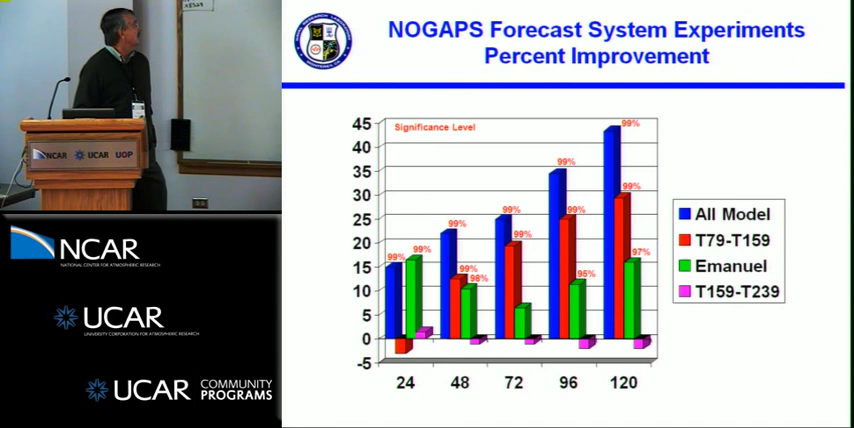 NOGAPS Forecast System Experiments
Percent Improvement
NCAR UCAR UOP
NCAR
NATIONAL CENTER FOR ATMOSPHERIC RESEARCH
UCAR
UNIVERSITY CORPORATION FOR ATMOSPHERIC RESEARCH
UCAR COMMUNITY
PROGRAMS
Significance Level
45
40
35
30
25
20
15
10
5
0
-5
99%
99%
99%
99%
98%
99%
99%
99%
99%
95%
99%
99%
97%
24 48 72 96 120
All Model
T79-T159
Emanuel
T159-T239